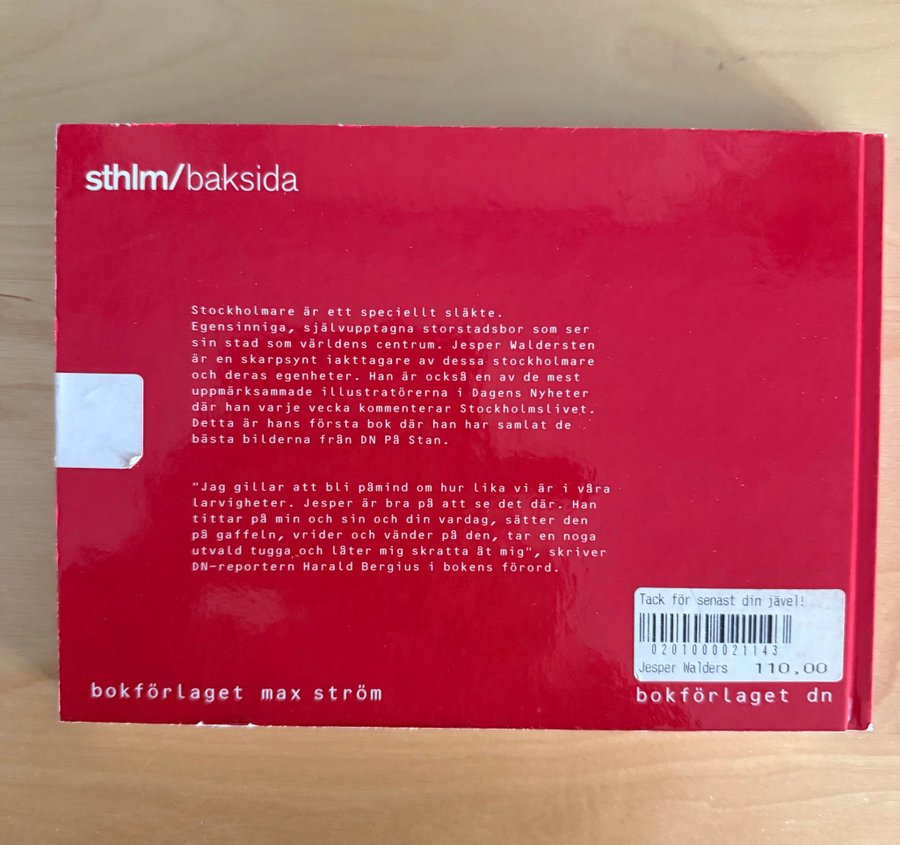 sthlm/baksida
Stockholmare är ett speciellt släkte.
Egensinniga, självupptagna storstadsbor som ser
sin stad som världens centrum. Jesper Waldersten
är en skarpsynt iakttagare av dessa stockholmare
och deras egenheter. Han är också en av de mest
uppmärksammade illustratörerna i Dagens Nyheter
där han varje vecka kommenterar Stockholmslivet.
Detta är hans första bok där han har samlat de
bästa bilderna från DN På Stan.
"Jag gillar att bli påmind om hur lika vi är i våra
larvigheter. Jesper är bra på att se det där. Han
tittar på min och sin och din vardag, sätter den
på gaffeln, vrider och vänder på den, tar en noga
utvald tugga och låter mig skratta åt mig", skriver
DN-reportern Harald Bergius i bokens förord.
Tack för senast din jävel!
0201000021143
Jesper Walders 110,00
bokförlaget max ström
bokförlaget dn